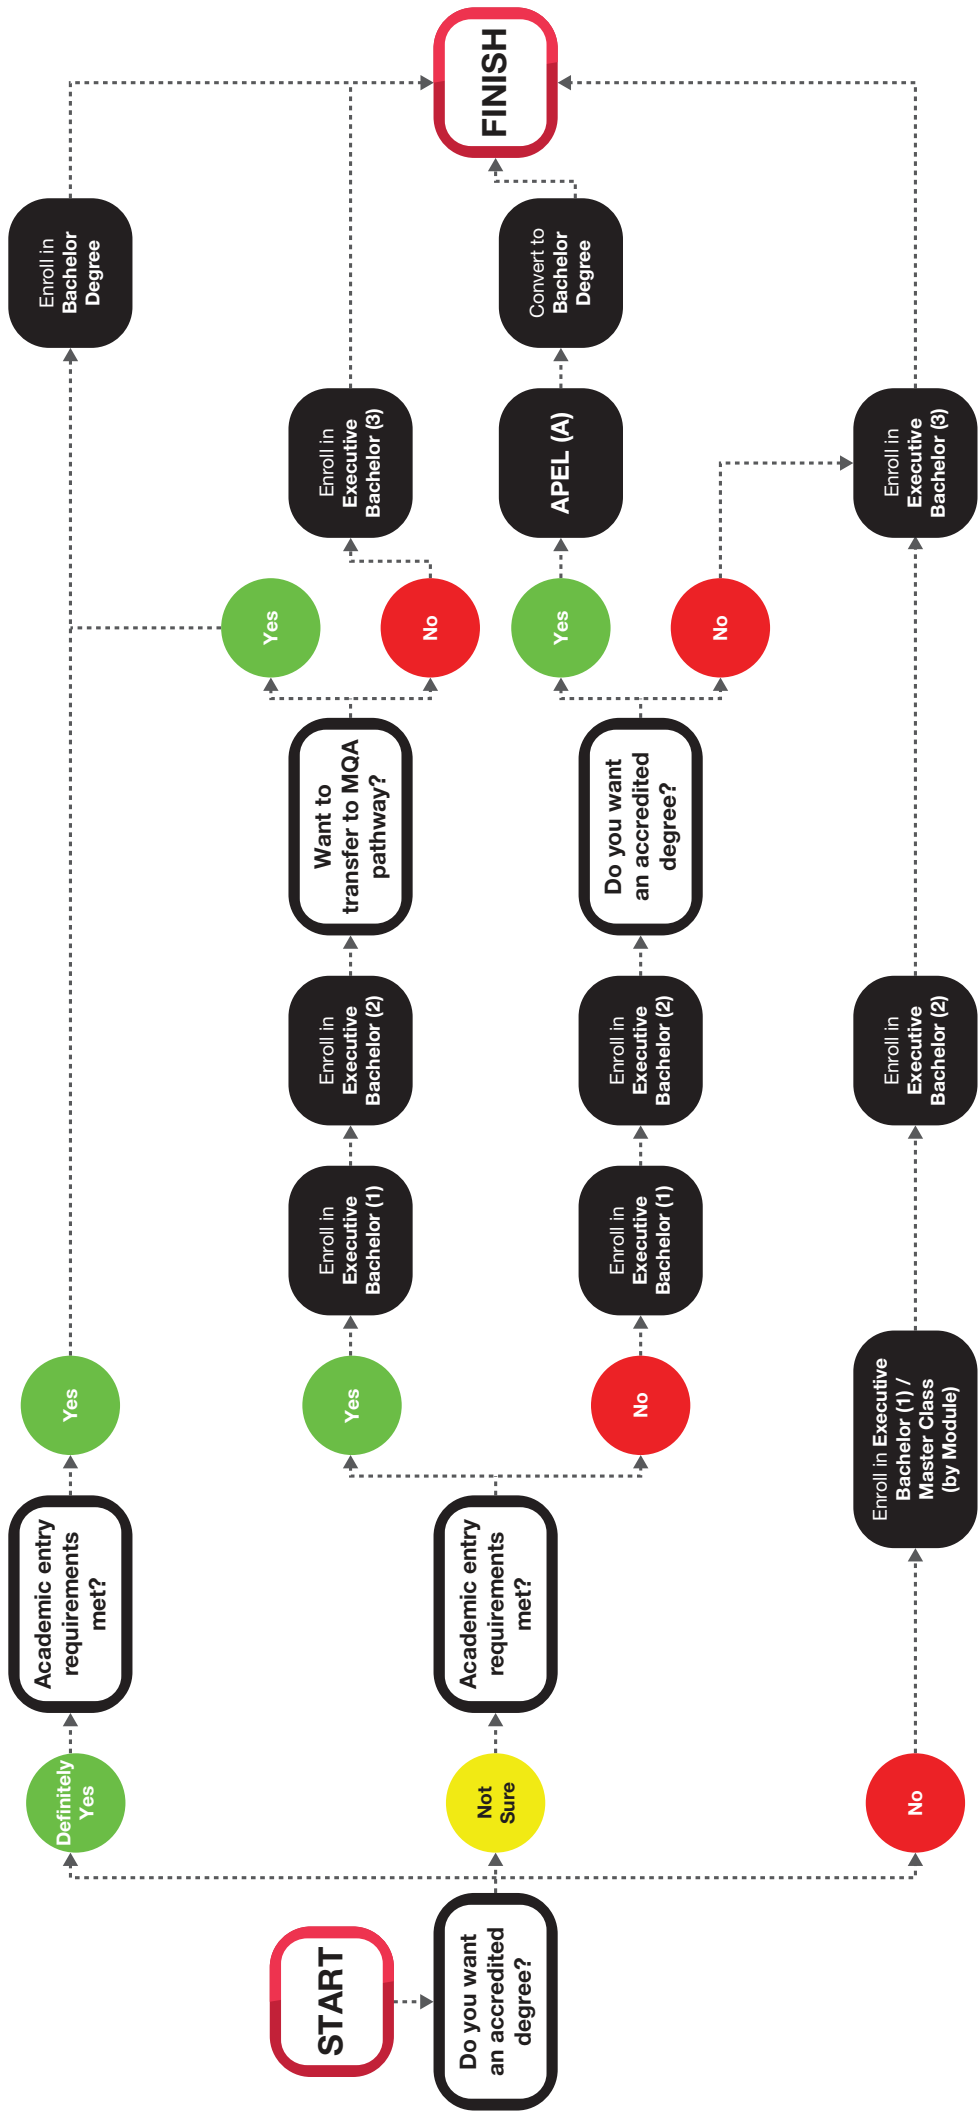 START
Do you want
an accredited
degree?
Definitely
Yes
Academic entry
requirements
met?
Yes
Enroll in
Bachelor
Degree
Not
Sure
Academic entry
requirements
met?
Yes
Enroll in
Executive
Bachelor (1)
Enroll in
Executive
Bachelor (2)
Want to
transfer to MQA
pathway?
Yes
No
Enroll in
Executive
Bachelor (3)
No
Enroll in
Executive
Bachelor (1)
Enroll in
Executive
Bachelor (2)
Do you want
an accredited
degree?
Yes
APEL (A)
Convert to
Bachelor
Degree
No
No
Enroll in Executive
Bachelor (1) /
Master Class
(by Module)
Enroll in
Executive
Bachelor (2)
Enroll in
Executive
Bachelor (3)
FINISH